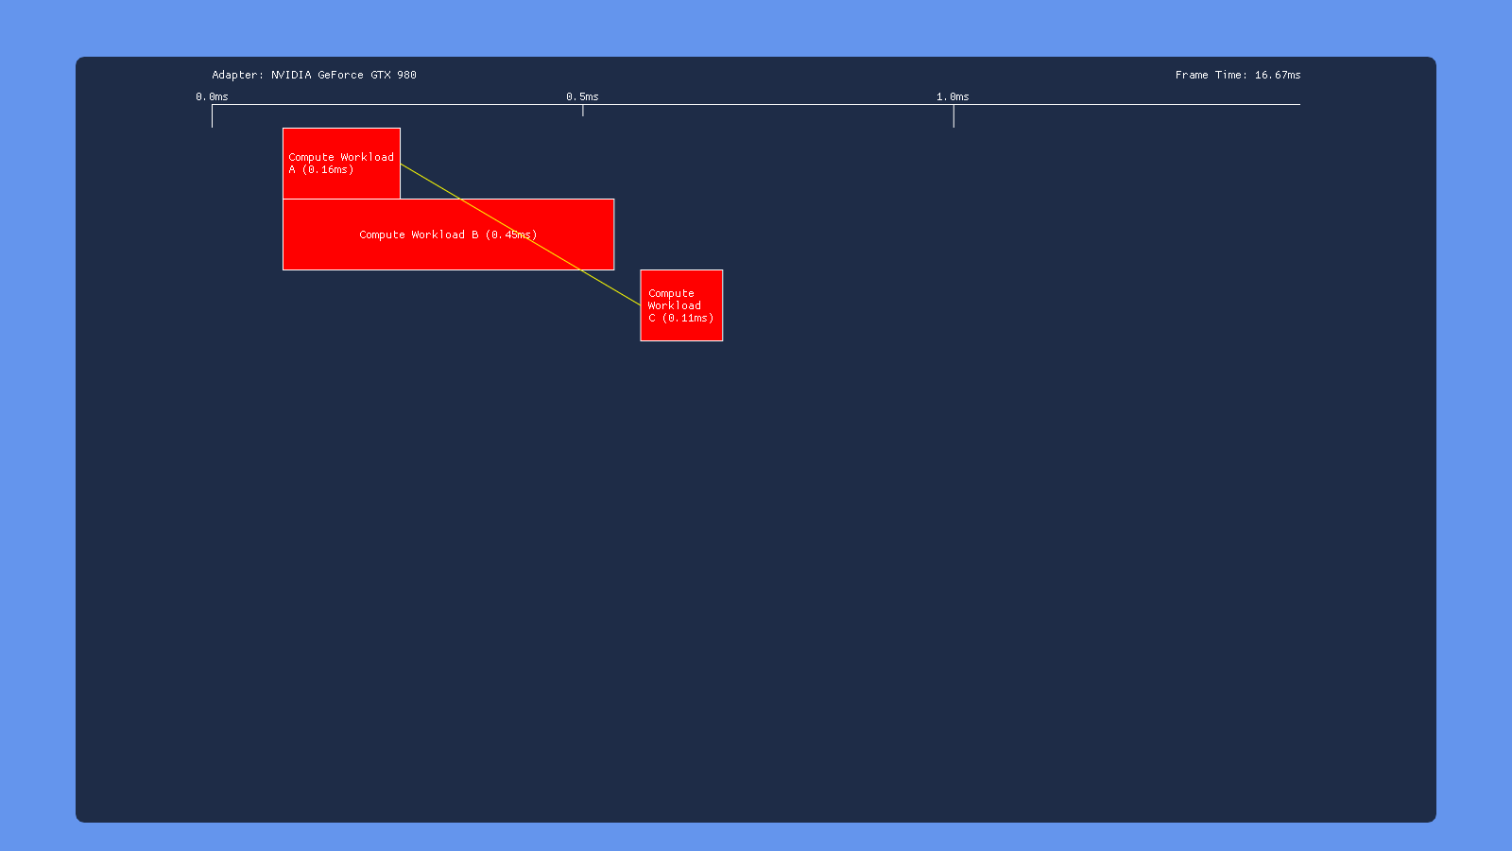 Adapter: NVIDIA GeForce GTX 980
Frame Time: 16.67ms
0.0ms
0.5ms
1.0ms
Compute Workload
A (0.16ms)
Compute Workload B (0.45ms)
Compute
Workload
C (0.11ms)